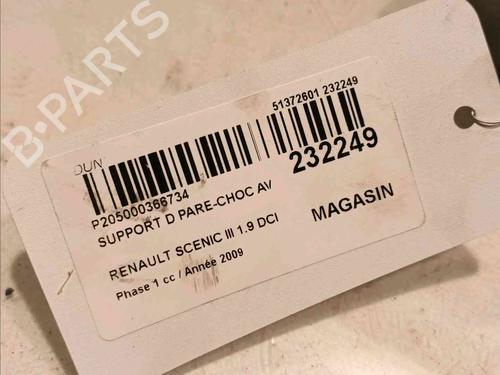 B-PARTS
51372601 232249
OUN
232249
P205000366734
SUPPORT D PARE-CHOC AV
MAGASIN
RENAULT SCENIC III 1.9 DCI
Phase 1 cc / Année 2009